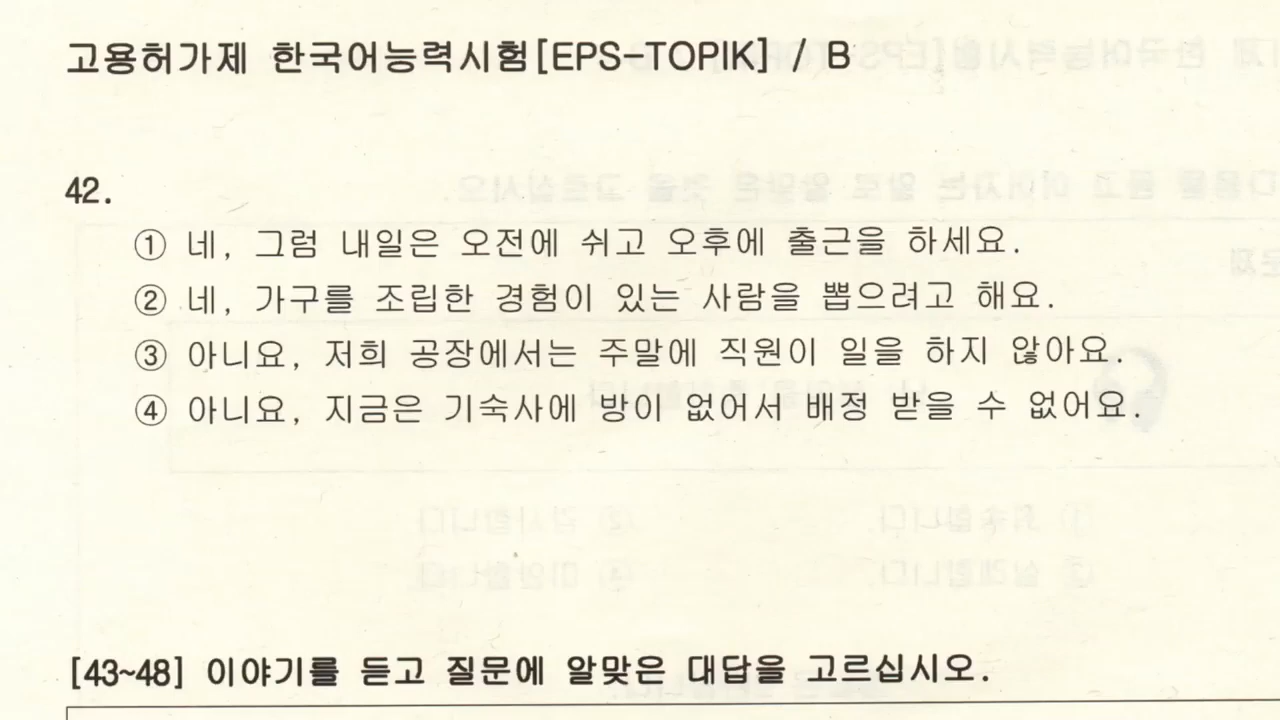 고용허가제 한국어능력시험[EPS-TOPIK] / B
42.
① 네, 그럼 내일은 오전에 쉬고 오후에 출근을 하세요.
② 네, 가구를 조립한 경험이 있는 사람을 뽑으려고 해요.
③ 아니요, 저희 공장에서는 주말에 직원이 일을 하지 않아요.
④ 아니요, 지금은 기숙사에 방이 없어서 배정 받을 수 없어요.
[43~48] 이야기를 듣고 질문에 알맞은 대답을 고르십시오.